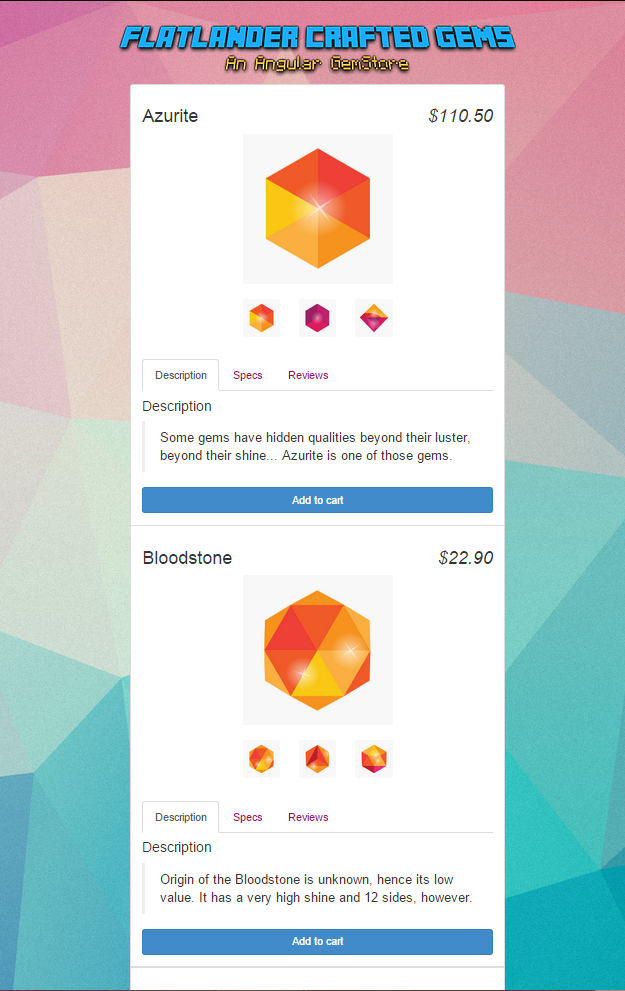 FLATLANDER CRAFTED GEMS
An Angular GemStore
Azurite $110.50
Description Specs Reviews
Description
Some gems have hidden qualities beyond their luster,
beyond their shine... Azurite is one of those gems.
Add to cart
Bloodstone $22.90
Description Specs Reviews
Description
Origin of the Bloodstone is unknown, hence its low
value. It has a very high shine and 12 sides, however.
Add to cart